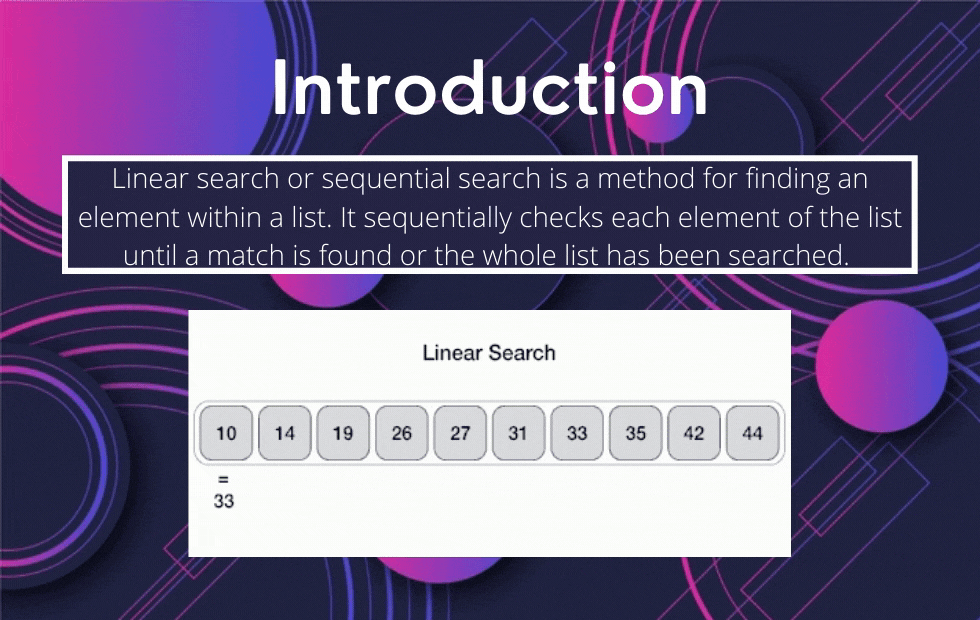 Introduction
Linear search or sequential search is a method for finding an
element within a list. It sequentially checks each element of the list
until a match is found or the whole list has been searched.
Linear Search
10 14 19 26 27 31 33 35 42 44
=
33